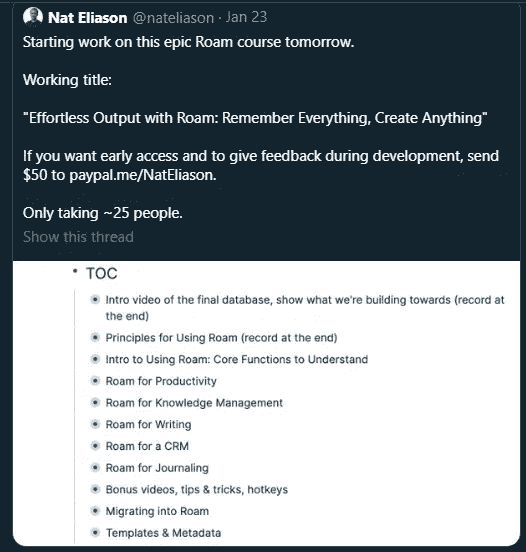 Nat Eliason @nateliason · Jan 23
Starting work on this epic Roam course tomorrow.
Working title:
"Effortless Output with Roam: Remember Everything, Create Anything"
If you want early access and to give feedback during development, send
$50 to paypal.me/NatEliason.
Only taking ~25 people.
Show this thread
• TOC
Intro video of the final database, show what we're building towards (record at
the end)
Principles for Using Roam (record at the end)
Intro to Using Roam: Core Functions to Understand
Roam for Productivity
Roam for Knowledge Management
Roam for Writing
Roam for a CRM
Roam for Journaling
Bonus videos, tips & tricks, hotkeys
Migrating into Roam
Templates & Metadata